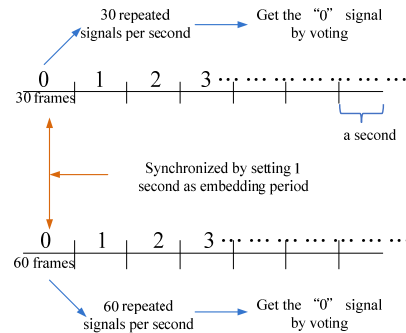 30 repeated
signals per second
Get the “0” signal
by voting
0 1 2 3 ··················
30 frames
a second
Synchronized by setting 1
second as embedding period
0 1 2 3 ··················
60 frames
60 repeated
signals per second
Get the “0” signal
by voting